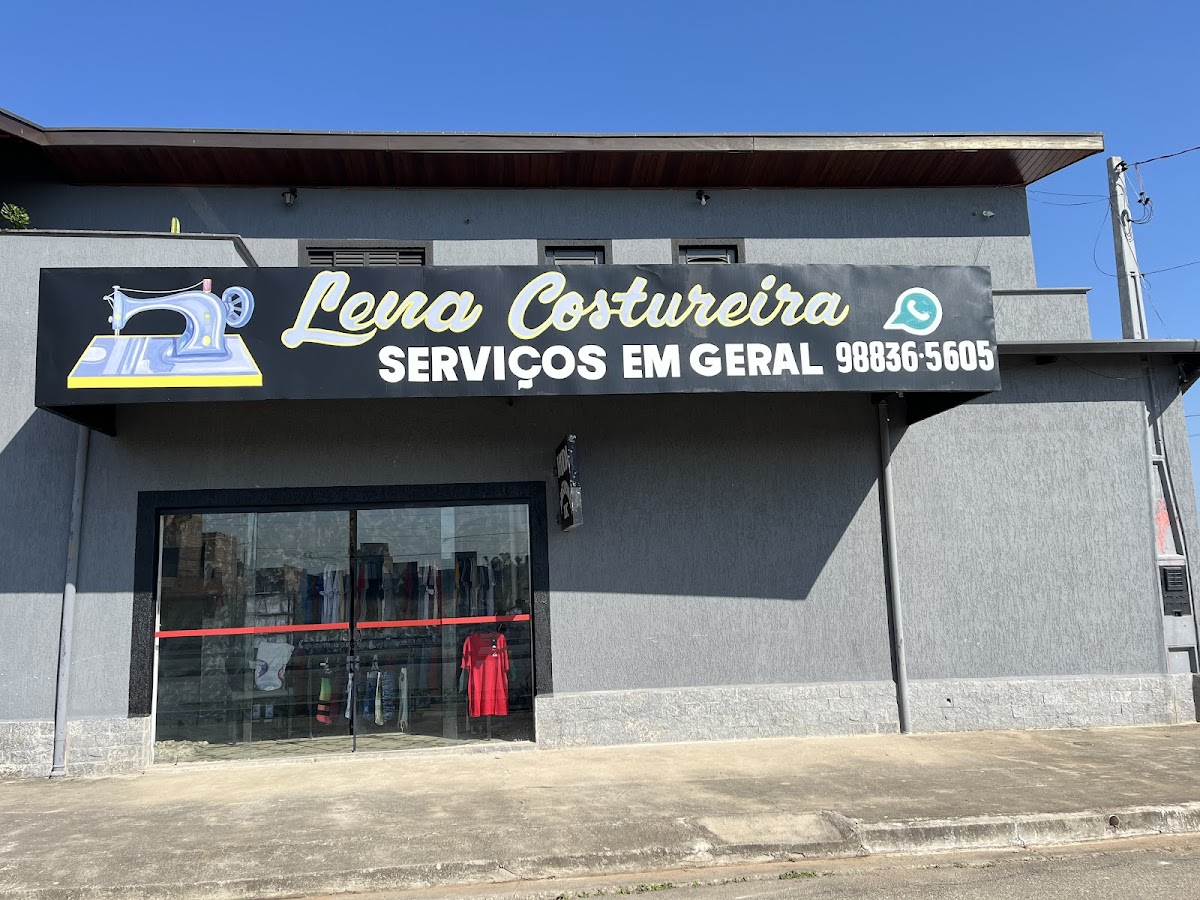 Lena Costureira
SERVIÇOS EM GERAL 98836-5605